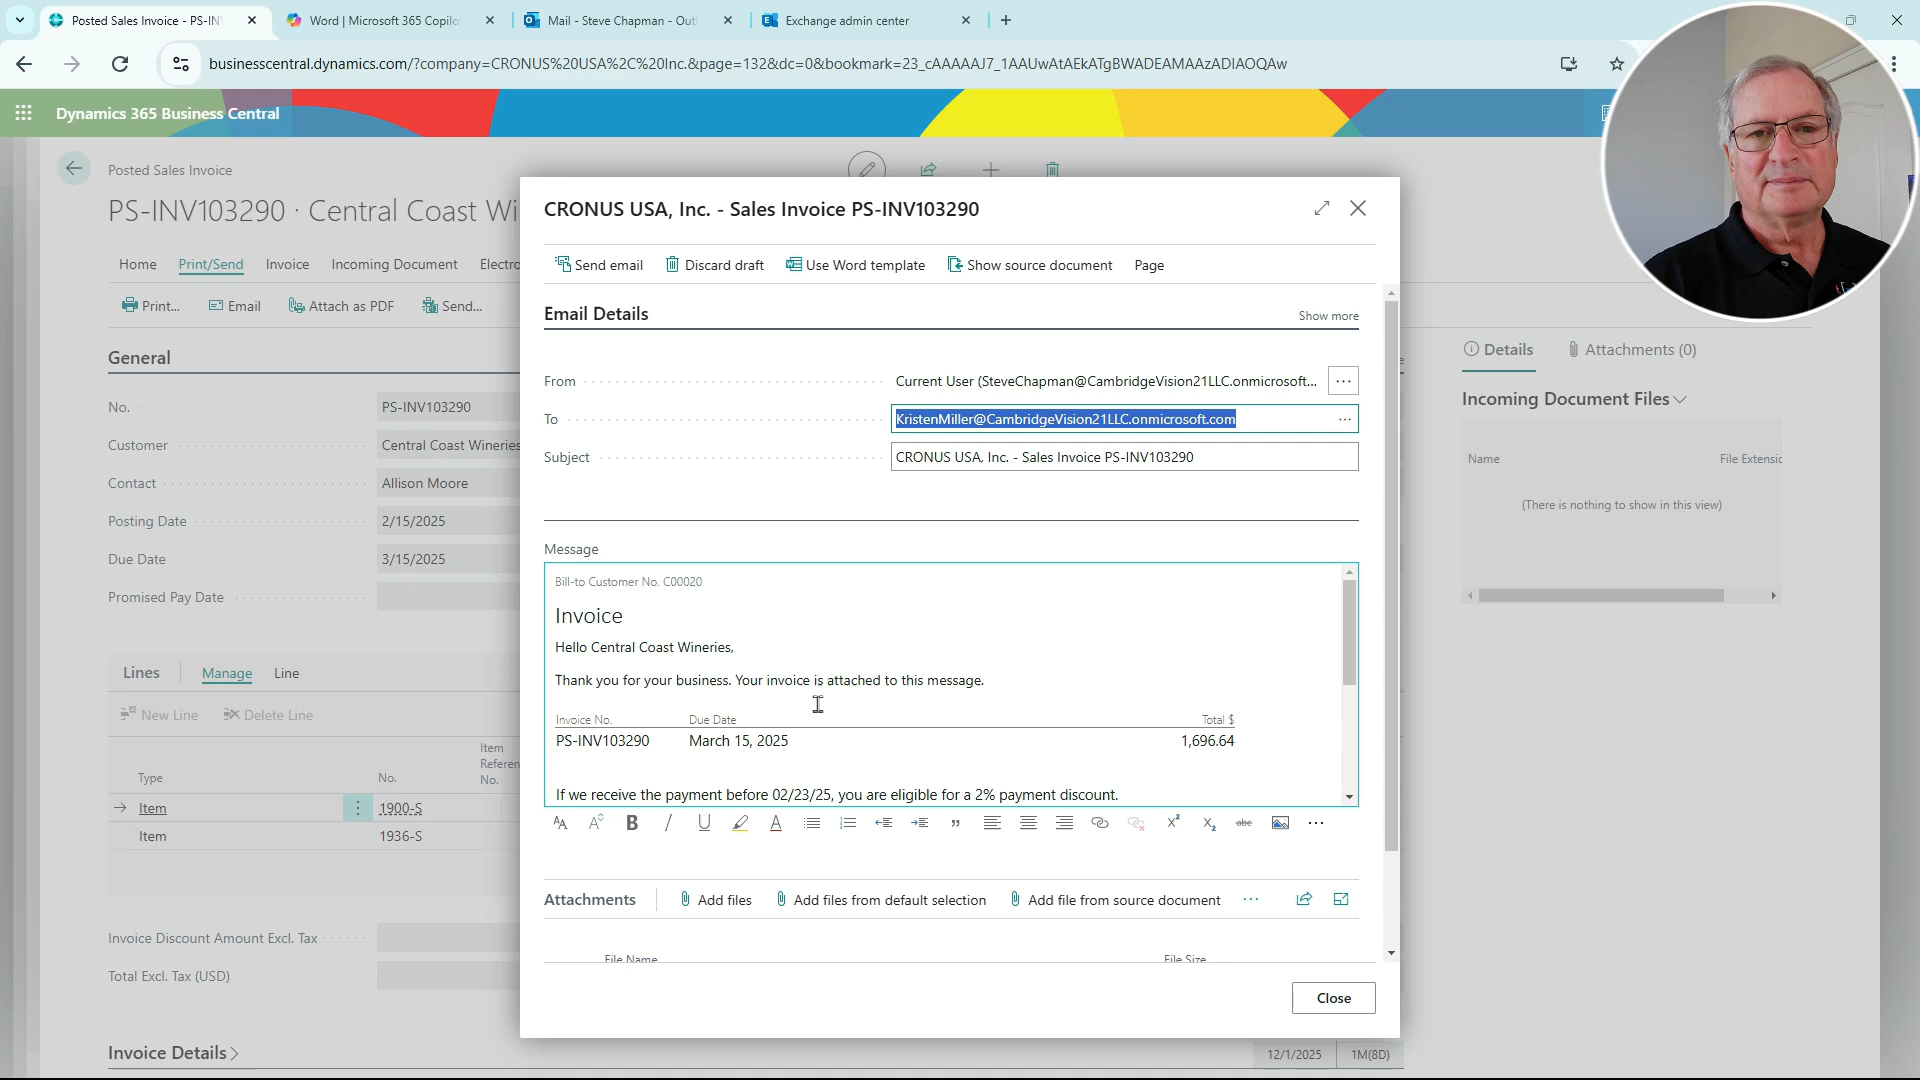 Posted Sales Invoice - PS-IN
Word | Microsoft 365 Copilo
Mail - Steve Chapman - Out
Exchange admin center
businesscentral.dynamics.com/?company=CRONUS%20USA%2C%20Inc.&page=132&dc=0&bookmark=23_cAAAAAJ7_1AAUwAtAEkATgBWADEAMAAzADIAOQAw
Dynamics 365 Business Central
Posted Sales Invoice
PS-INV103290 · Central Coast Wi
Home Print/Send Invoice Incoming Document Electro
Print... Email Attach as PDF Send...
General
No. PS-INV103290
Customer Central Coast Wineries
Contact Allison Moore
Posting Date 2/15/2025
Due Date 3/15/2025
Promised Pay Date
Lines Manage Line
New Line Delete Line
Type No. Item Referen No.
Item 1900-S
Item 1936-S
Invoice Discount Amount Excl. Tax
Total Excl. Tax (USD)
Invoice Details
12/1/2025 1M(8D)
CRONUS USA, Inc. - Sales Invoice PS-INV103290
Send email Discard draft Use Word template Show source document Page
Email Details Show more
From Current User (SteveChapman@CambridgeVision21LLC.onmicrosoft...
To KristenMiller@CambridgeVision21LLC.onmicrosoft.com
Subject CRONUS USA, Inc. - Sales Invoice PS-INV103290
Message
Bill-to Customer No. C00020
Invoice
Hello Central Coast Wineries,
Thank you for your business. Your invoice is attached to this message.
Invoice No. Due Date Total $
PS-INV103290 March 15, 2025 1,696.64
If we receive the payment before 02/23/25, you are eligible for a 2% payment discount.
Attachments Add files Add files from default selection Add file from source document
File Name File Size
Close
Details Attachments (0)
Incoming Document Files
Name File Extensic
(There is nothing to show in this view)